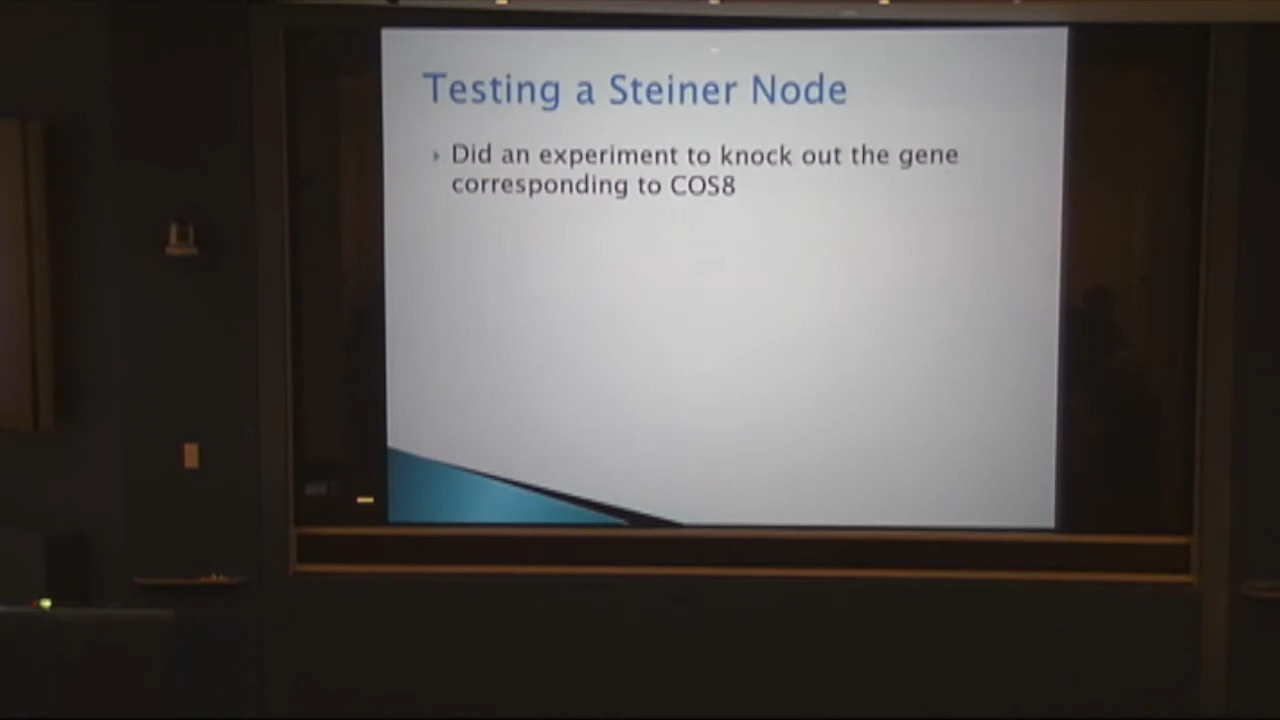 Testing a Steiner Node
Did an experiment to knock out the gene
corresponding to COS8